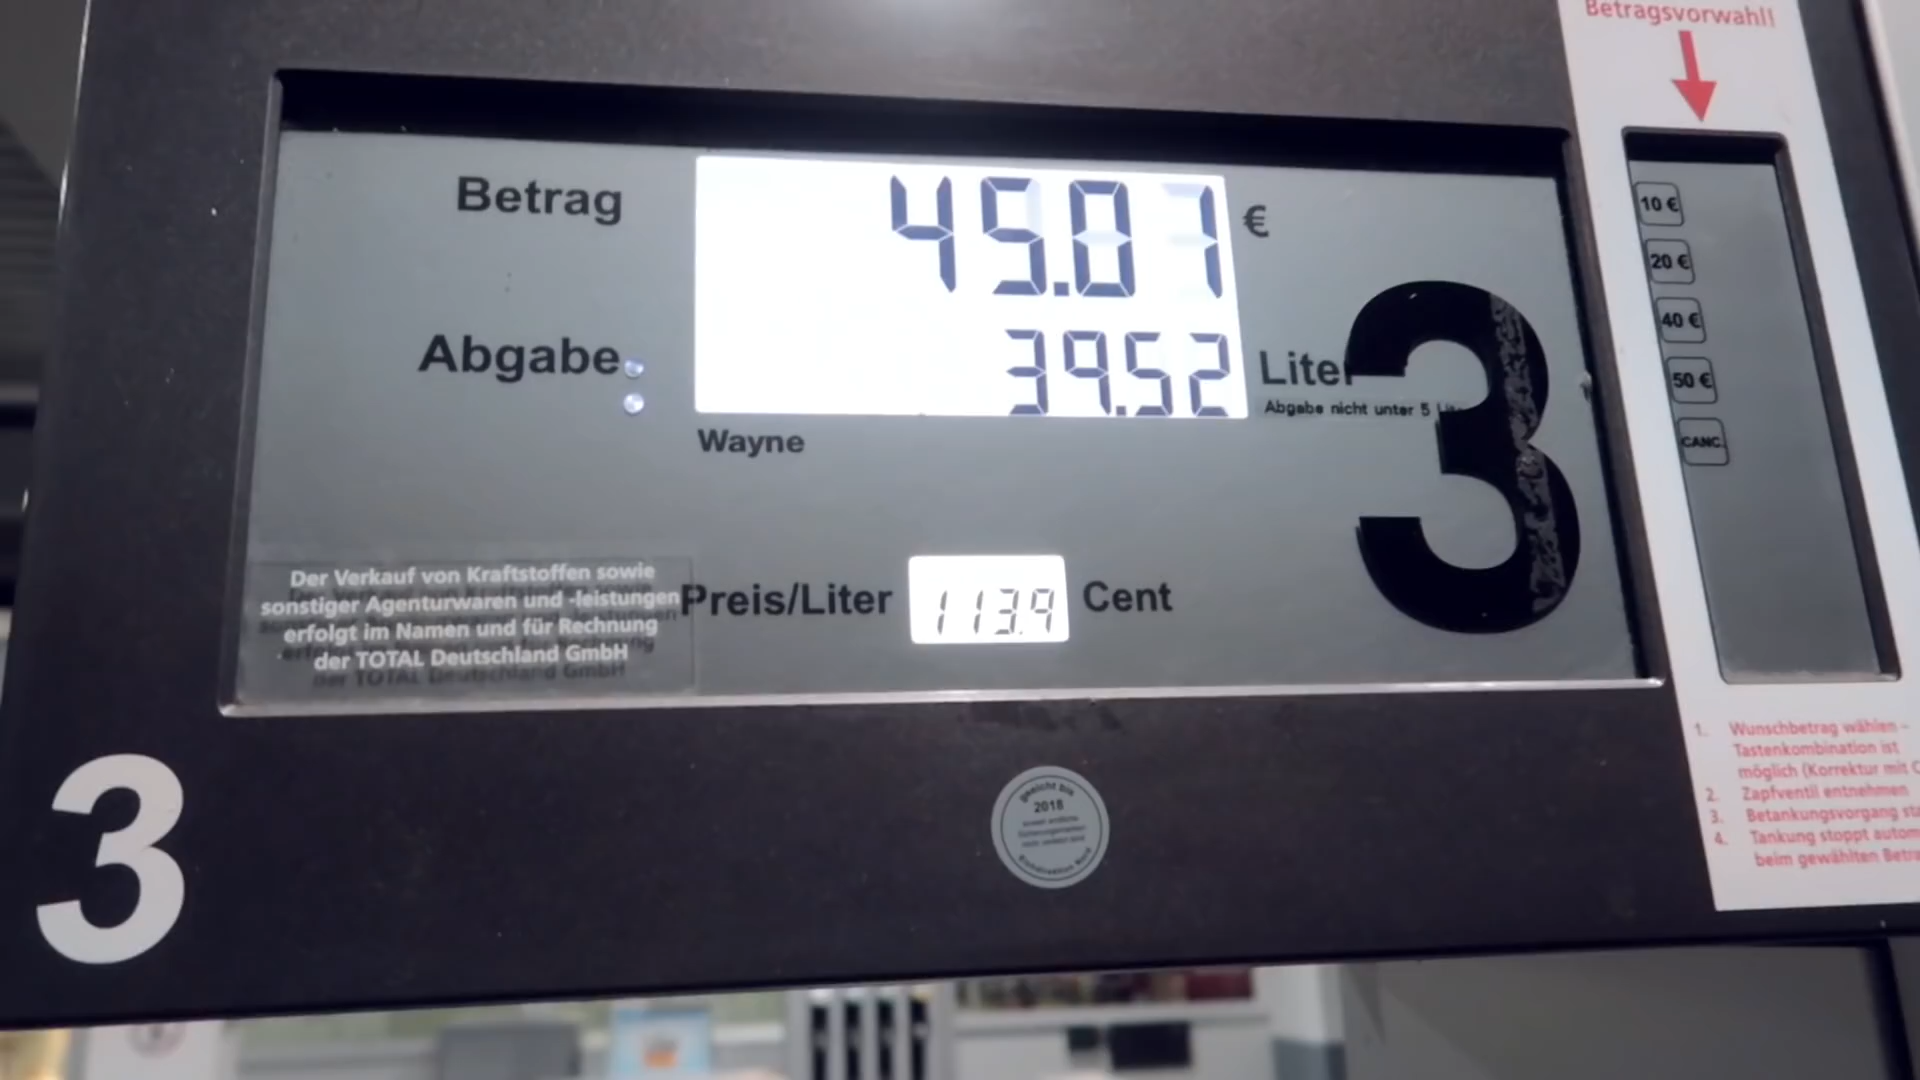 Betragsvorwahl!
Betrag 45.01 €
Abgabe 39.52 Liter
Abgabe nicht unter 5
Wayne
Preis/Liter 113.9 Cent
3
Der Verkauf von Kraftstoffen sowie
sonstiger Agenturwaren und -leistungen
erfolgt im Namen und für Rechnung
der TOTAL Deutschland GmbH
10 €
20 €
40 €
50 €
CANC.
3
geeicht bis
2018
1. Wunschbetrag wählen –
Tastenkombination ist
möglich (Korrektur mit C
2. Zapfventil entnehmen
3. Betankungsvorgang
4. Tankung stoppt
beim gewählten